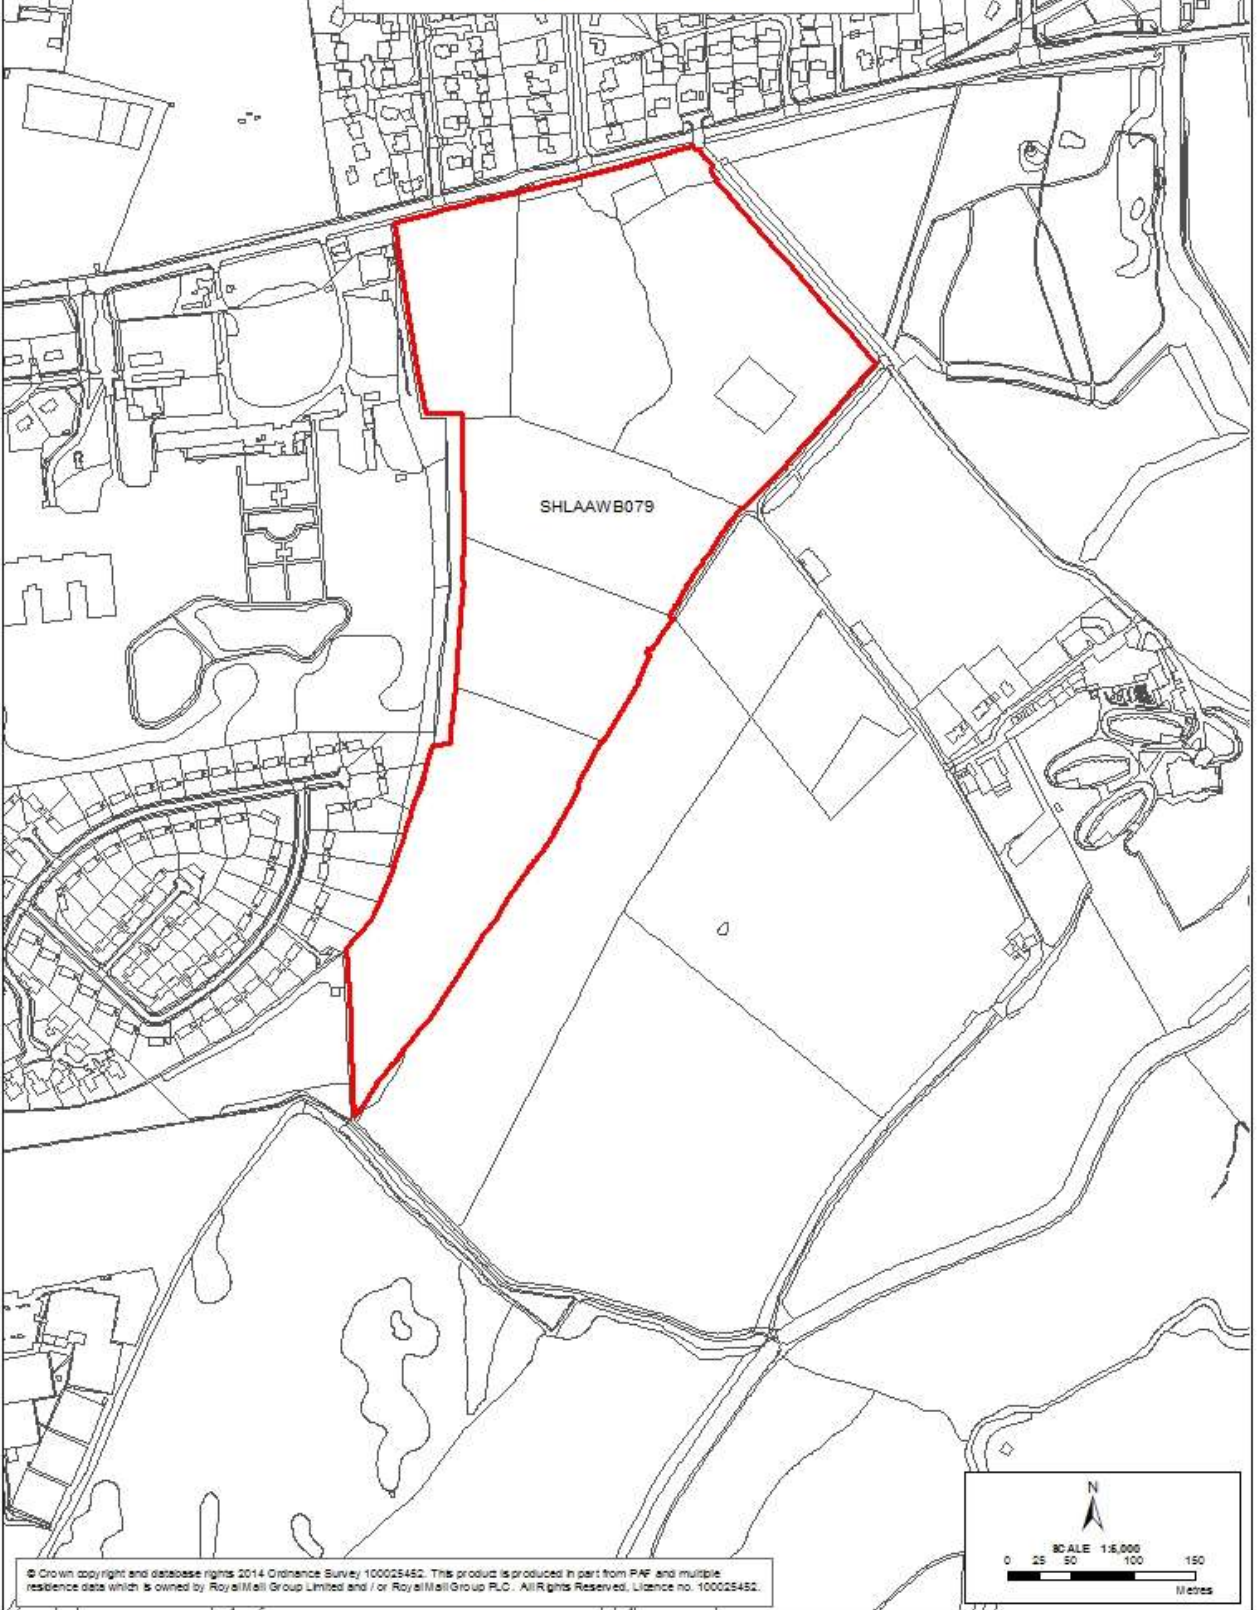 SHLAAWB079
N
SCALE 1:5,000
0 25 50 100 150
Metres
© Crown copyright and database rights 2014 Ordnance Survey 100025452. This product is produced in part from PAF and multiple
residence data which is owned by Royal Mail Group Limited and / or Royal Mail Group PLC. All Rights Reserved, Licence no. 100025452.